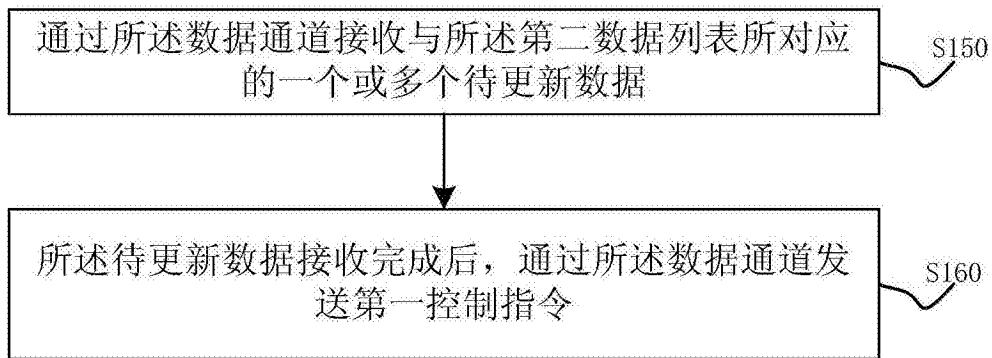 通过所述数据通道接收与所述第二数据列表所对应
的一个或多个待更新数据
S150
所述待更新数据接收完成后，通过所述数据通道发
送第一控制指令
S160